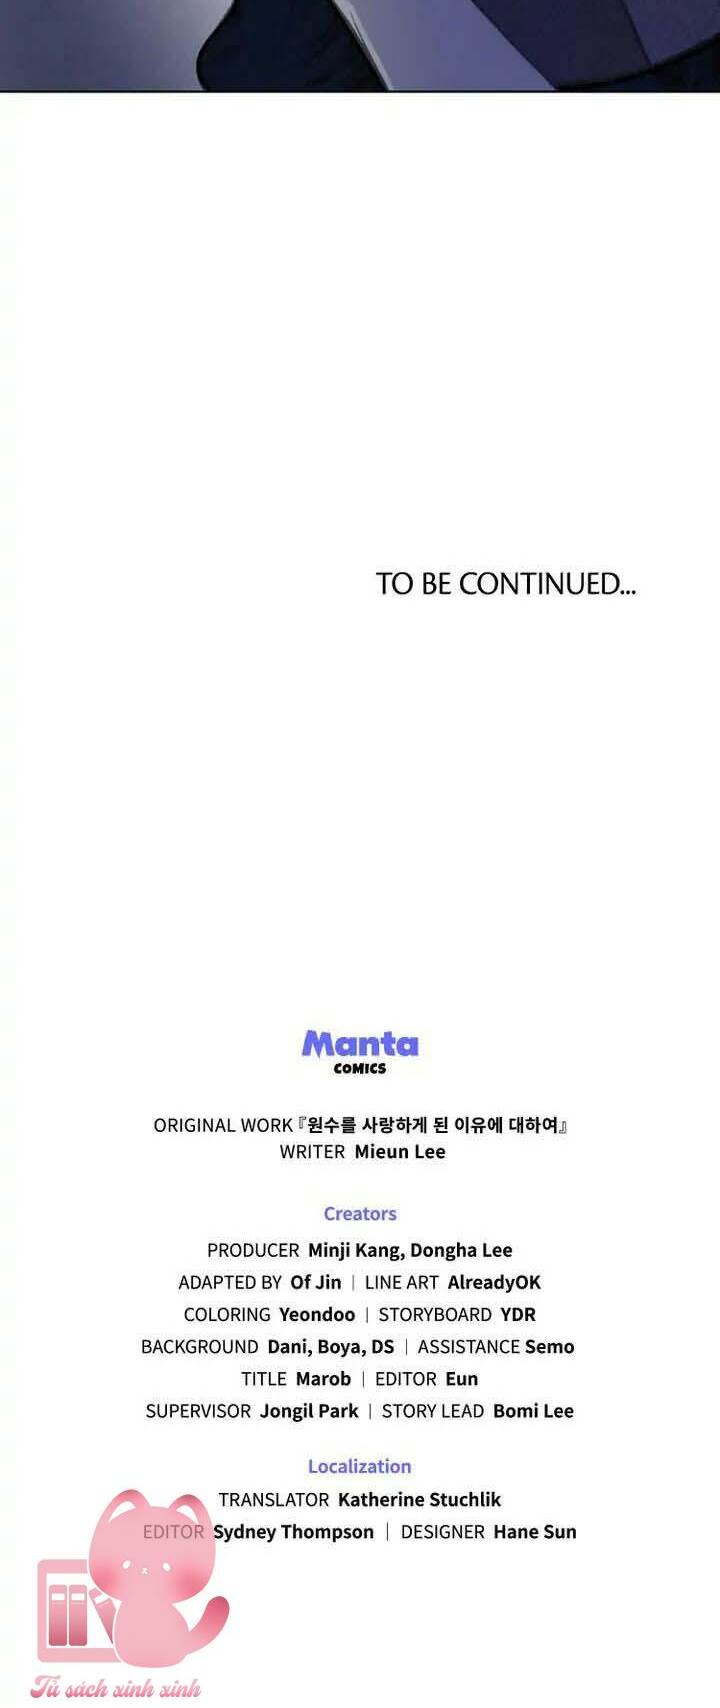 TO BE CONTINUED...
Manta
COMICS
ORIGINAL WORK『원수를 사랑하게 된 이유에 대하여』
WRITER Mieun Lee
Creators
PRODUCER Minji Kang, Dongha Lee
ADAPTED BY Of Jin | LINE ART AlreadyOK
COLORING Yeondoo | STORYBOARD YDR
BACKGROUND Dani, Boya, DS | ASSISTANCE Semo
TITLE Marob | EDITOR Eun
SUPERVISOR Jongil Park | STORY LEAD Bomi Lee
Localization
TRANSLATOR Katherine Stuchlik
EDITOR Sydney Thompson | DESIGNER Hane Sun
Tủ sách xinh xinh